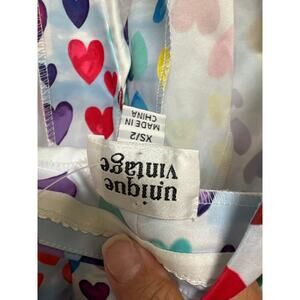 unique
vintage
XS/2
MADE IN
CHINA